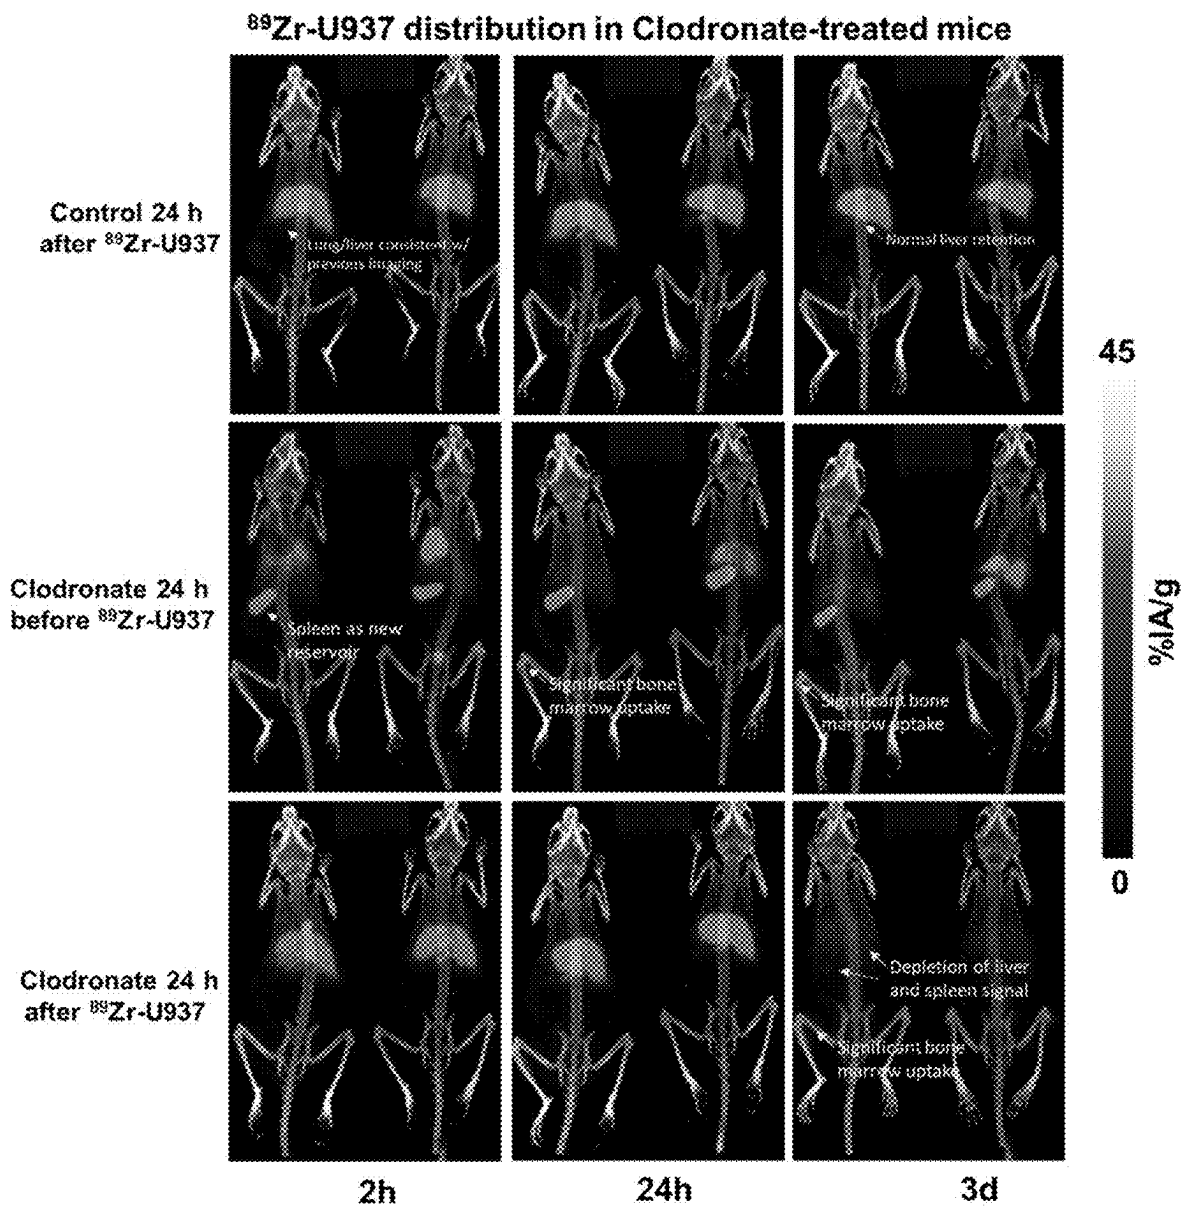 ⁸⁹Zr-U937 distribution in Clodronate-treated mice
Control 24 h
after ⁸⁹Zr-U937
Lung/liver consistent w/
previous imaging
Normal liver retention
45
Clodronate 24 h
before ⁸⁹Zr-U937
Spleen as new
reservoir
Significant bone
marrow uptake
Significant bone
marrow uptake
%IA/g
0
Clodronate 24 h
after ⁸⁹Zr-U937
Depletion of liver
and spleen signal
Significant bone
marrow uptake
2h
24h
3d